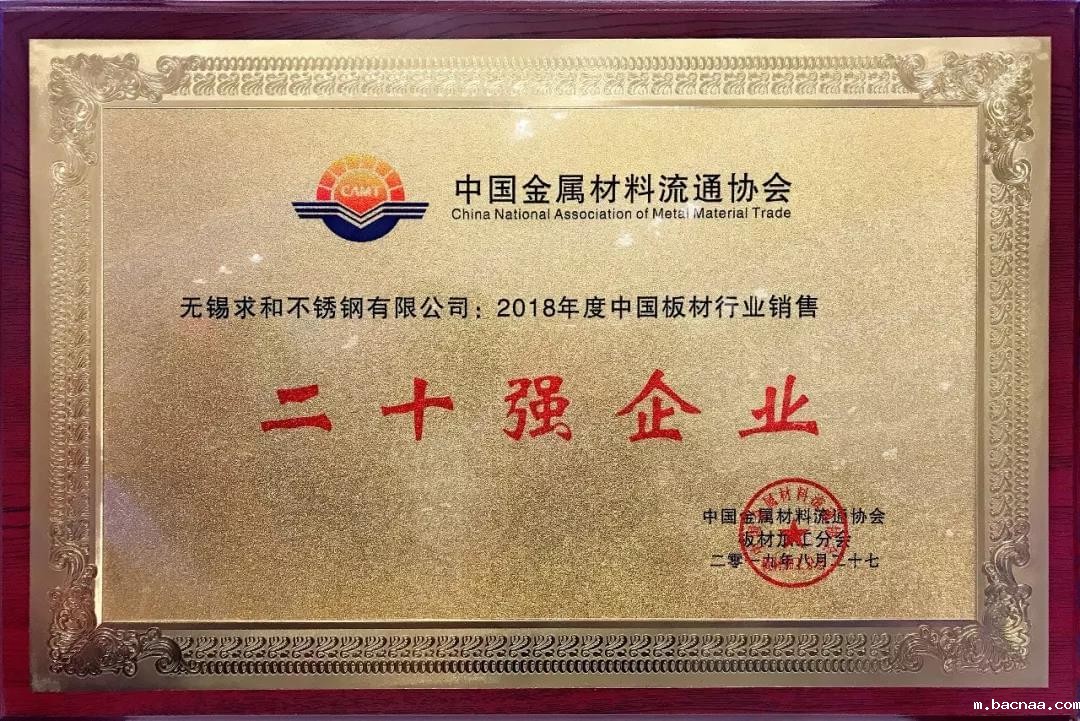 CAMT
中国金属材料流通协会
China National Association of Metal Material Trade
无锡求和不锈钢有限公司：2018年度中国板材行业销售
二十强企业
中国金属材料流通协会
板材加工分会
二零一九年八月二十七
m.bacnaa.com